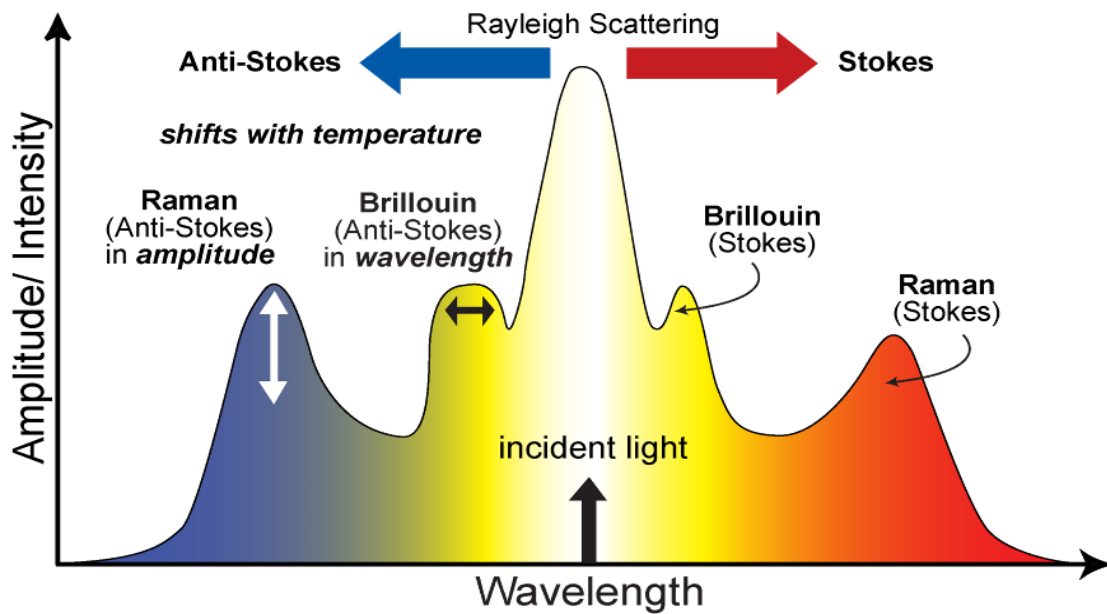 Rayleigh Scattering
Anti-Stokes
Stokes
shifts with temperature
Raman
(Anti-Stokes)
in amplitude
Brillouin
(Anti-Stokes)
in wavelength
Brillouin
(Stokes)
Raman
(Stokes)
incident light
Amplitude/ Intensity
Wavelength